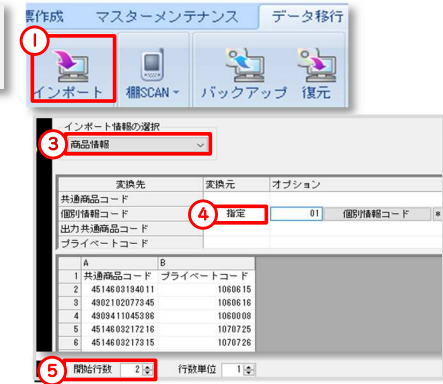 票作成 マスターメンテナンス データ移行
①
インポート 棚SCAN バックアップ 復元
インポート情報の選択
③ 商品情報
変換先 変換元 オプション
共通商品コード
個別情報コード ④ 指定 01 個別情報コード *
出力共通商品コード
プライベートコード
A B
1 共通商品コード プライベートコード
2 4514603194011 1060615
3 4902102077345 1060616
4 4909411045386 1060008
5 4514603217216 1070725
6 4514603217315 1070726
⑤ 開始行数 2 行数単位 1